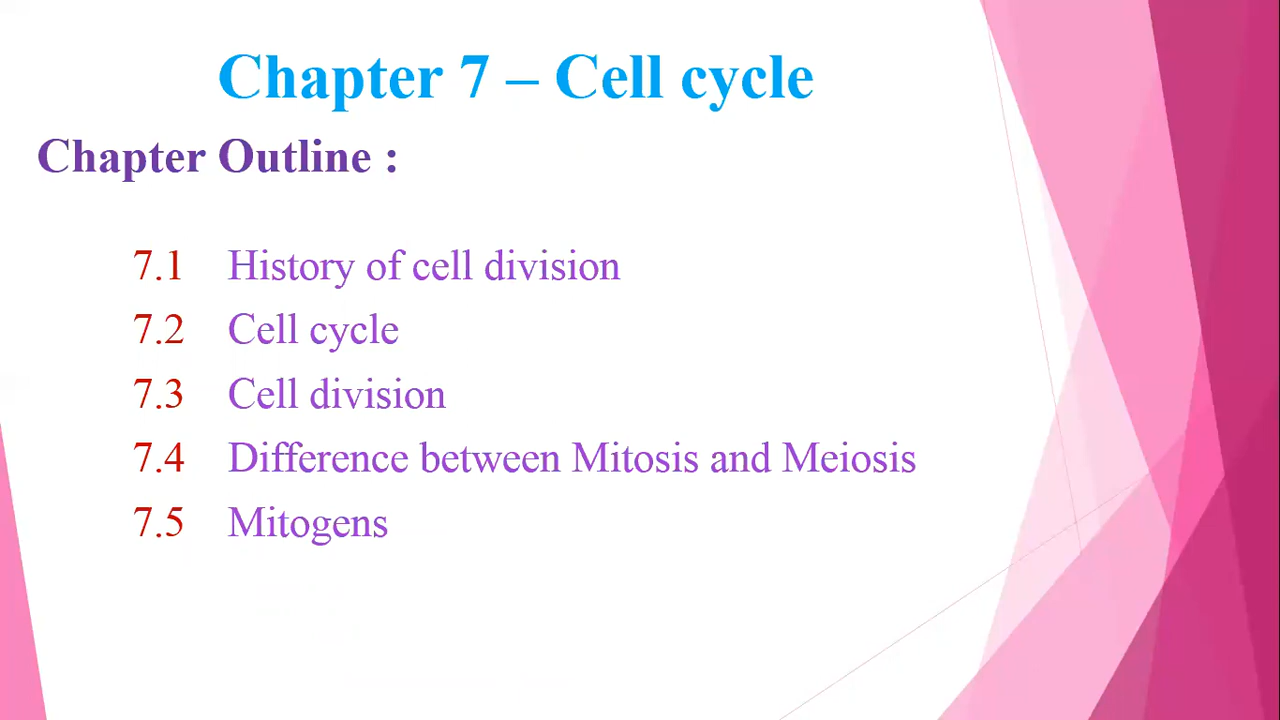 Chapter 7 – Cell cycle
Chapter Outline :
7.1 History of cell division
7.2 Cell cycle
7.3 Cell division
7.4 Difference between Mitosis and Meiosis
7.5 Mitogens